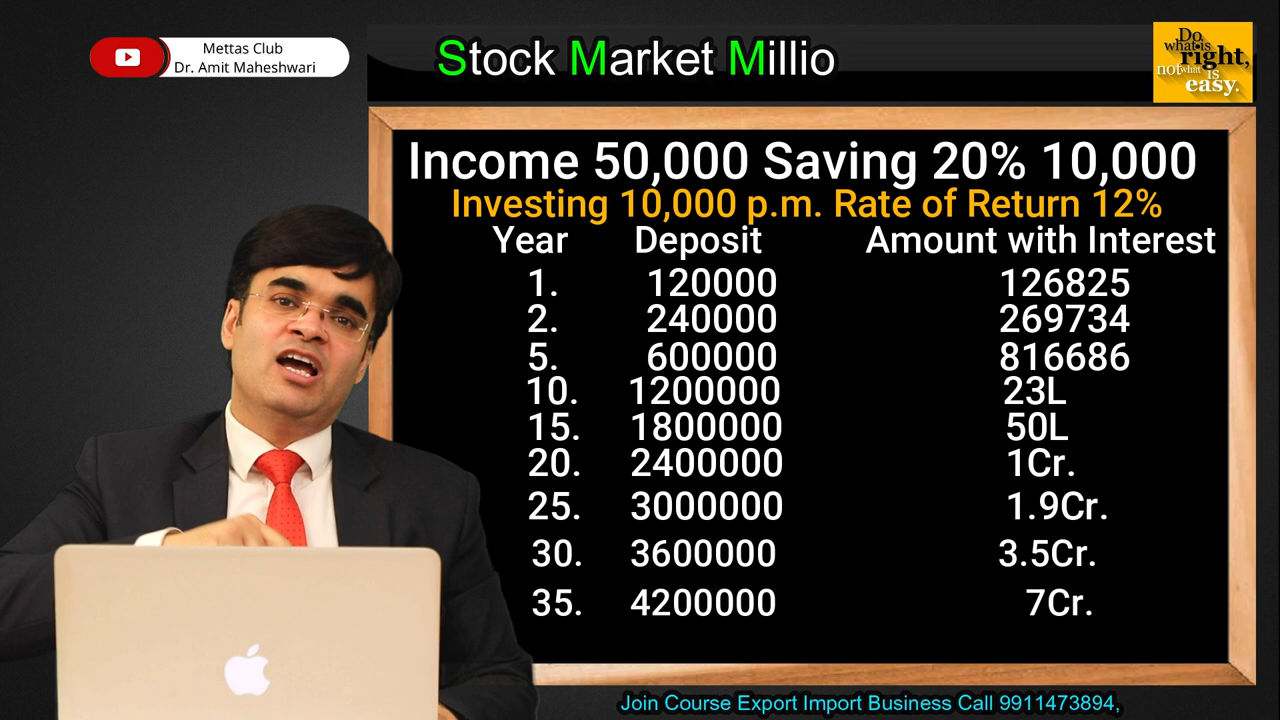 Mettas Club
Dr. Amit Maheshwari
Stock Market Millio
Do
what is
right,
not what is
easy.
Income 50,000 Saving 20% 10,000
Investing 10,000 p.m. Rate of Return 12%
Year Deposit Amount with Interest
1. 120000 126825
2. 240000 269734
5. 600000 816686
10. 1200000 23L
15. 1800000 50L
20. 2400000 1Cr.
25. 3000000 1.9Cr.
30. 3600000 3.5Cr.
35. 4200000 7Cr.
Join Course Export Import Business Call 9911473894,